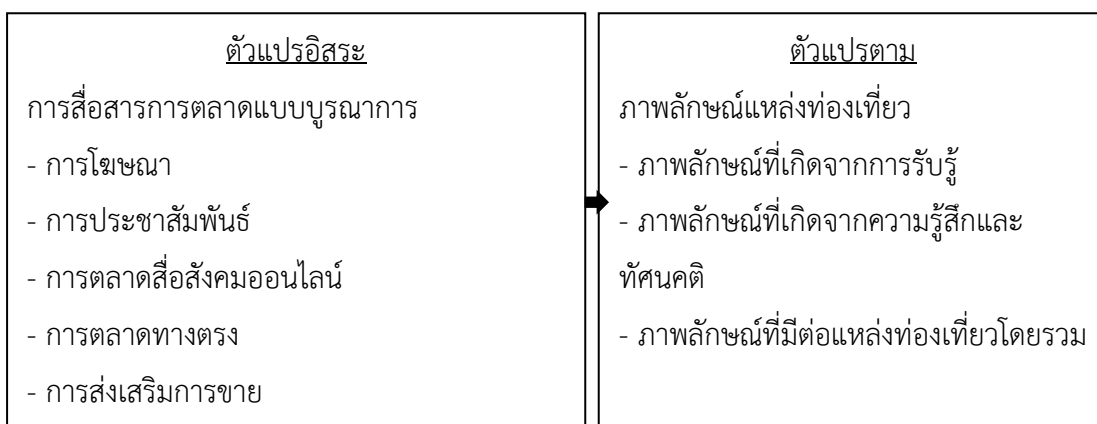 ตัวแปรอิสระ
การสื่อสารการตลาดแบบบูรณาการ
- การโฆษณา
- การประชาสัมพันธ์
- การตลาดสื่อสังคมออนไลน์
- การตลาดทางตรง
- การส่งเสริมการขาย
ตัวแปรตาม
ภาพลักษณ์แหล่งท่องเที่ยว
- ภาพลักษณ์ที่เกิดจากการรับรู้
- ภาพลักษณ์ที่เกิดจากความรู้สึกและ
ทัศนคติ
- ภาพลักษณ์ที่มีต่อแหล่งท่องเที่ยวโดยรวม